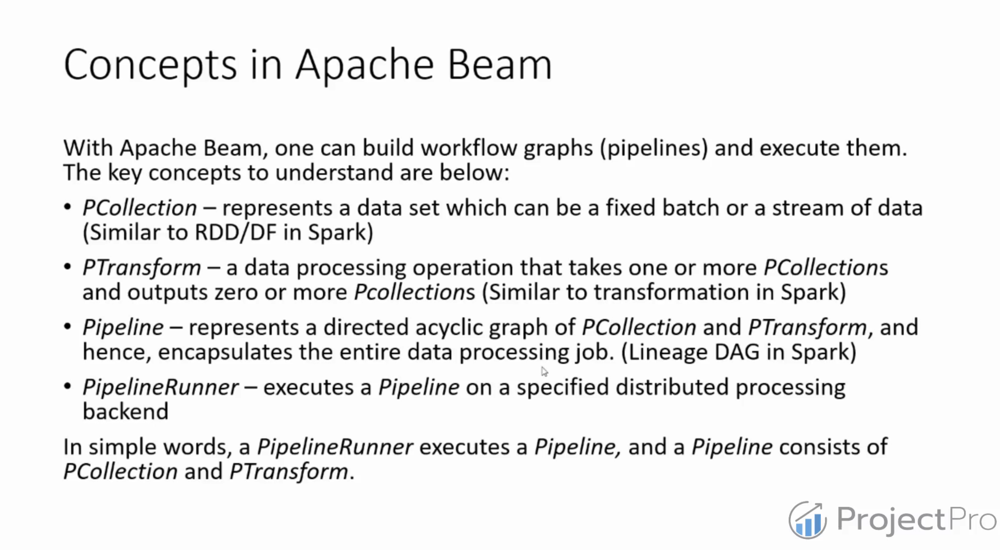 Concepts in Apache Beam
With Apache Beam, one can build workflow graphs (pipelines) and execute them.
The key concepts to understand are below:
• PCollection – represents a data set which can be a fixed batch or a stream of data
(Similar to RDD/DF in Spark)
• PTransform – a data processing operation that takes one or more PCollections
and outputs zero or more Pcollections (Similar to transformation in Spark)
• Pipeline – represents a directed acyclic graph of PCollection and PTransform, and
hence, encapsulates the entire data processing job. (Lineage DAG in Spark)
• PipelineRunner – executes a Pipeline on a specified distributed processing
backend
In simple words, a PipelineRunner executes a Pipeline, and a Pipeline consists of
PCollection and PTransform.
ProjectPro